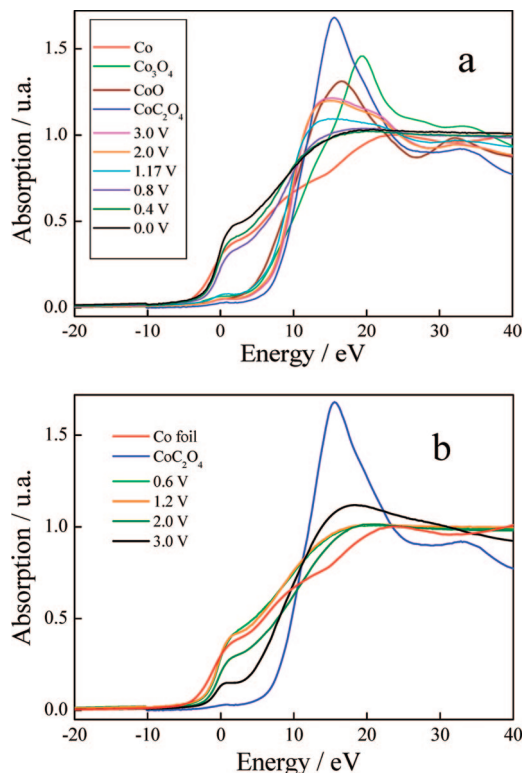 a
Co
Co3O4
CoO
CoC2O4
3.0 V
2.0 V
1.17 V
0.8 V
0.4 V
0.0 V
Absorption / u.a.
1.5
1.0
0.5
0.0
-20 -10 0 10 20 30 40
Energy / eV
b
Co foil
CoC2O4
0.6 V
1.2 V
2.0 V
3.0 V
Absorption / u.a.
1.5
1.0
0.5
0.0
-20 -10 0 10 20 30 40
Energy / eV